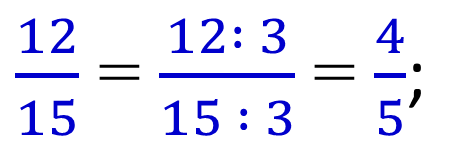 12/15 = 12: 3/15 : 3 = 4/5;